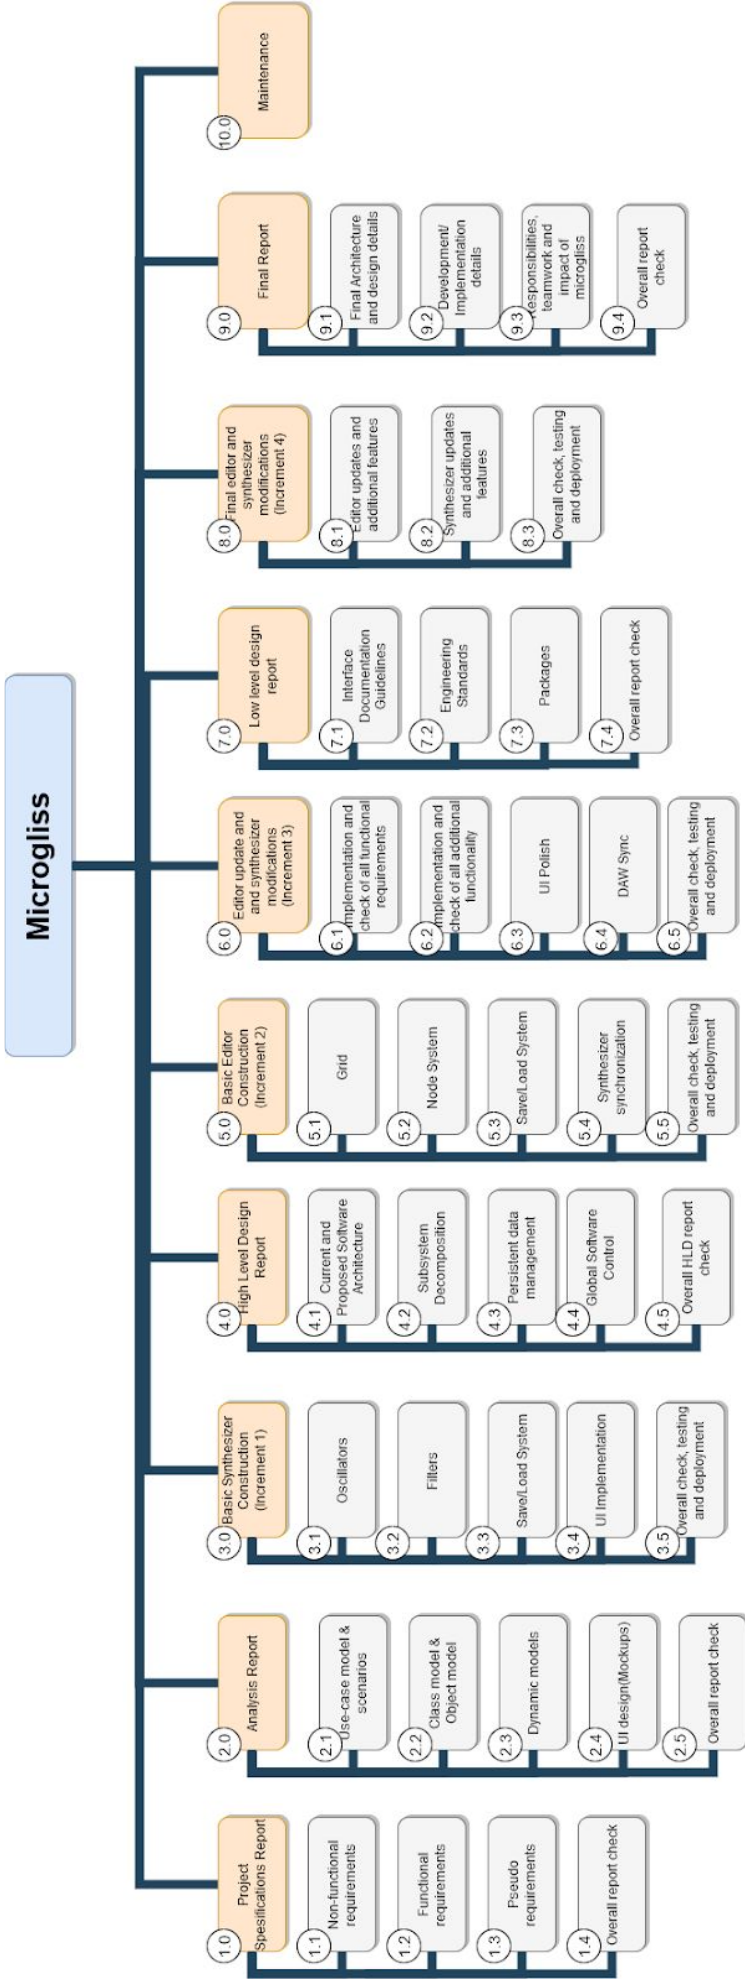 Microgliss
1.0
Project
Spesifications Report
1.1
Non-functional
requirements
1.2
Functional
requirements
1.3
Pseudo
requirements
1.4
Overall report check
2.0
Analysis Report
2.1
Use-case model &
scenarios
2.2
Class model &
Object model
2.3
Dynamic models
2.4
UI design(Mockups)
2.5
Overall report check
3.0
Basic Synthesizer
Construction
(Increment 1)
3.1
Oscillators
3.2
Filters
3.3
Save/Load System
3.4
UI Implementation
3.5
Overall check, testing
and deployment
4.0
High Level Design
Report
4.1
Current and
Proposed Software
Architecture
4.2
Subsystem
Decomposition
4.3
Persistent data
management
4.4
Global Software
Control
4.5
Overall HLD report
check
5.0
Basic Editor
Construction
(Increment 2)
5.1
Grid
5.2
Node System
5.3
Save/Load System
5.4
Synthesizer
synchronization
5.5
Overall check, testing
and deployment
6.0
Editor update and
and synthesizer
modifications
(Increment 3)
6.1
Implementation and
check of all functional
requirements
6.2
Implementation and
check of all additional
functionality
6.3
UI Polish
6.4
DAW Sync
6.5
Overall check, testing
and deployment
7.0
Low level design
report
7.1
Interface
Documentation
Guidelines
7.2
Engineering
Standards
7.3
Packages
7.4
Overall report check
8.0
Final editor and
synthesizer
modifications
(Increment 4)
8.1
Editor updates and
additional features
8.2
Synthesizer updates
and additional
features
8.3
Overall check, testing
and deployment
9.0
Final Report
9.1
Final Architecture
and design details
9.2
Development/
Implementation
details
9.3
Responsibilities,
teamwork and
impact of
microgliss
9.4
Overall report
check
10.0
Maintenance